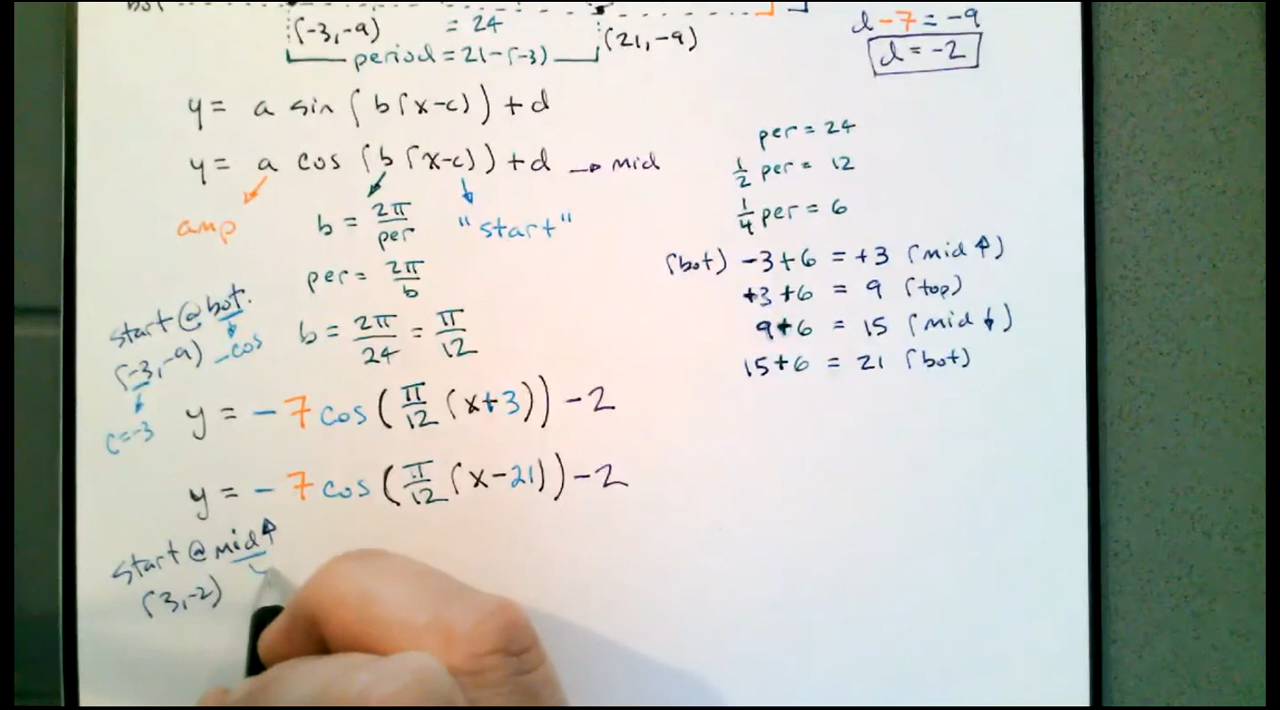 (-3,-9) = 24 (21,-9)
period = 21-(-3)
d-7 = -9
d = -2
y = a sin (b(x-c)) + d
y = a cos (b(x-c)) + d → mid
amp
b = 2π/per
"start"
per = 2π/b
b = 2π/24 = π/12
per = 24
1/2 per = 12
1/4 per = 6
(bot) -3+6 = +3 (mid↑)
+3+6 = 9 (top)
9+6 = 15 (mid↓)
15+6 = 21 (bot)
start @ bot.
(-3,-9) -cos
c=-3
y = -7 cos (π/12 (x+3)) - 2
y = -7 cos (π/12 (x-21)) - 2
start @ mid↑
(3,-2)